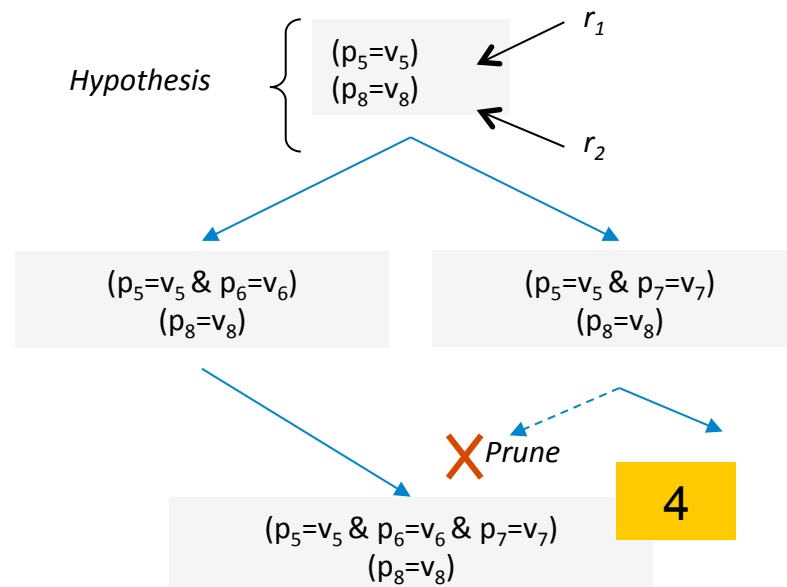 r₁
(p₅=v₅)
Hypothesis
(p₈=v₈)
r₂
(p₅=v₅ & p₆=v₆)
(p₈=v₈)
(p₅=v₅ & p₇=v₇)
(p₈=v₈)
Prune
4
(p₅=v₅ & p₆=v₆ & p₇=v₇)
(p₈=v₈)